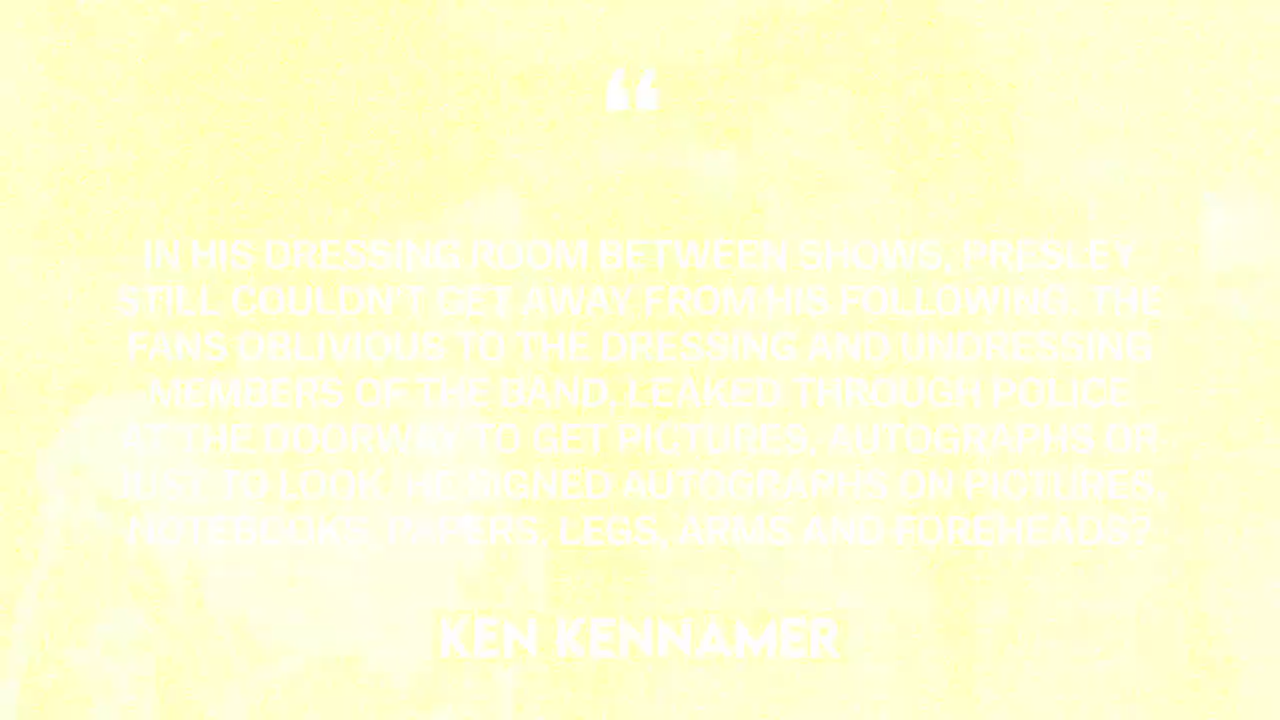 “
IN HIS DRESSING ROOM BETWEEN SHOWS, PRESLEY
STILL COULDN'T GET AWAY FROM HIS FOLLOWING. THE
FANS OBLIVIOUS TO THE DRESSING AND UNDRESSING
MEMBERS OF THE BAND, LEAKED THROUGH POLICE
AT THE DOORWAY TO GET PICTURES, AUTOGRAPHS OR
JUST TO LOOK. HE SIGNED AUTOGRAPHS ON PICTURES,
NOTEBOOKS, PAPERS, LEGS, ARMS AND FOREHEADS?
KEN KENNAMER